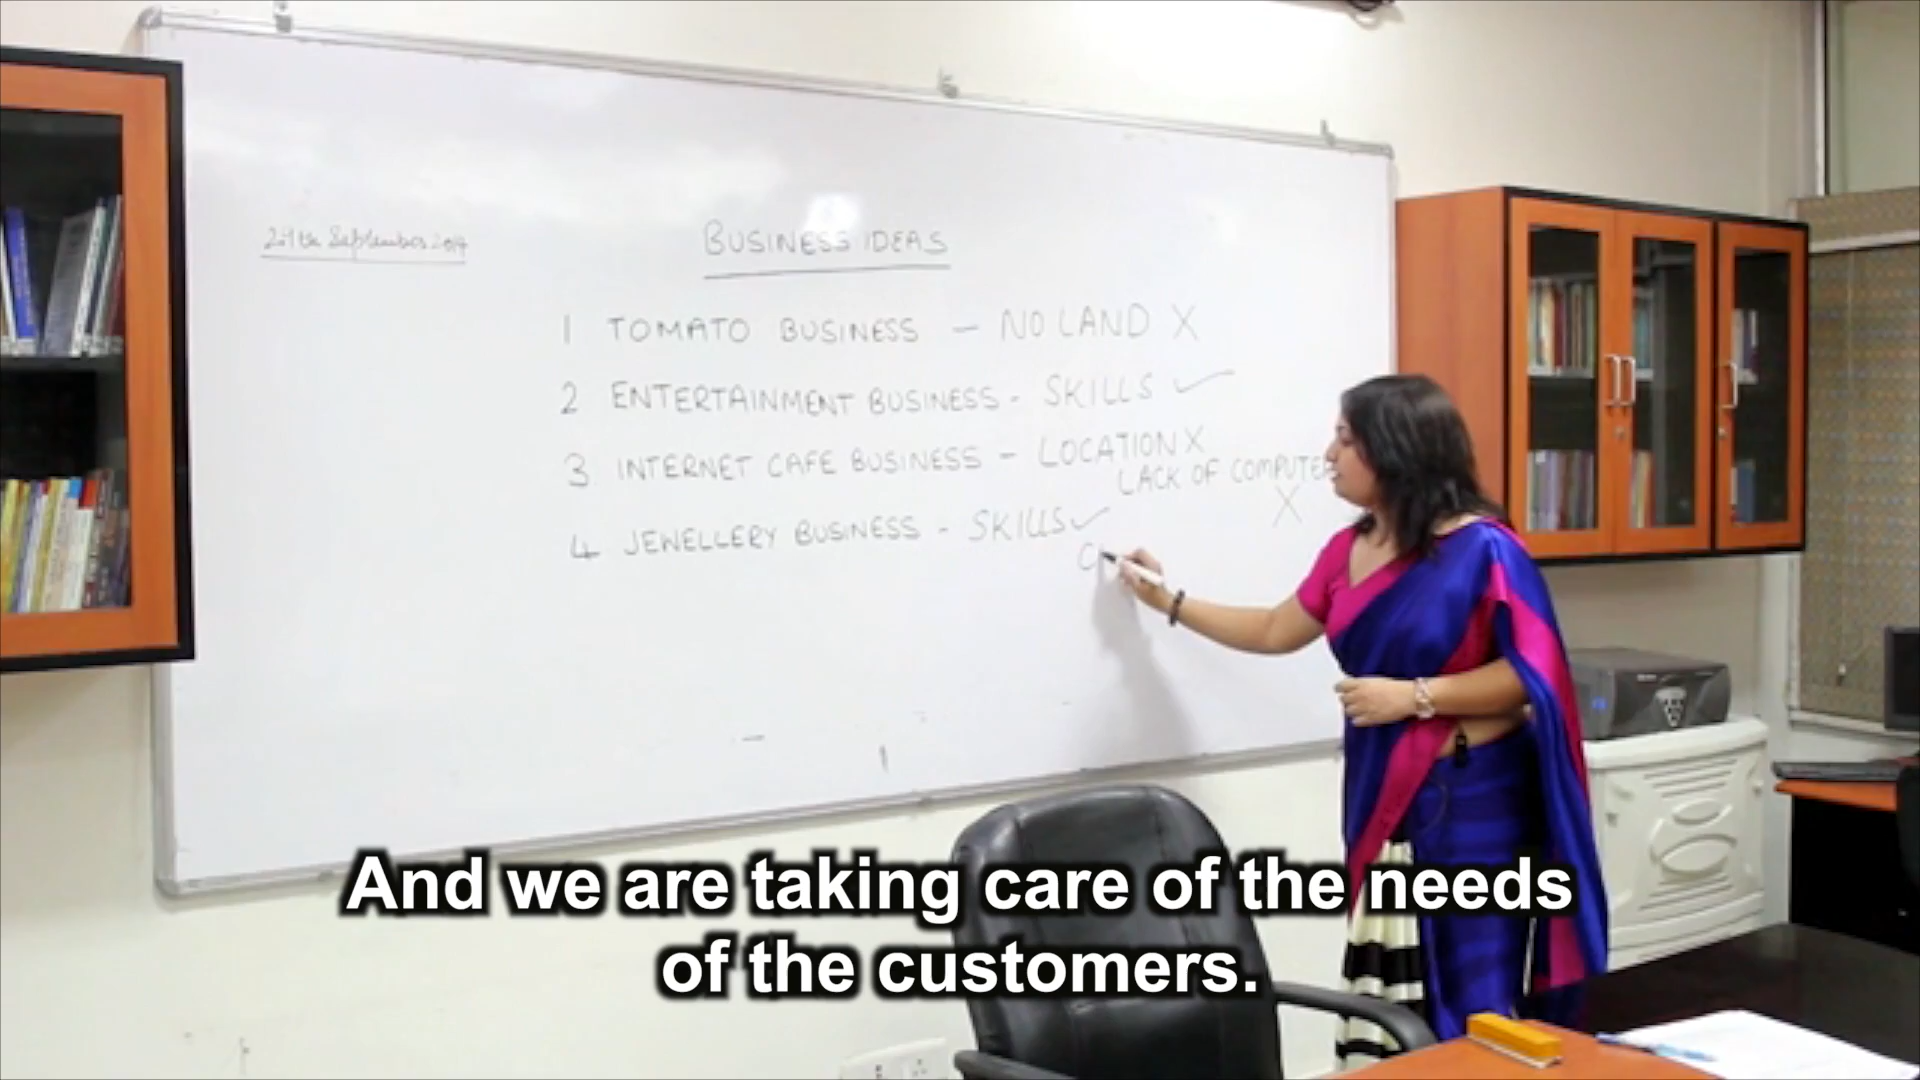 24th September 2014
BUSINESS IDEAS
1 TOMATO BUSINESS - NO LAND X
2 ENTERTAINMENT BUSINESS - SKILLS ✓
3 INTERNET CAFE BUSINESS - LOCATION X
LACK OF COMPUTE
X
4 JEWELLERY BUSINESS - SKILLS ✓
C
And we are taking care of the needs
of the customers.